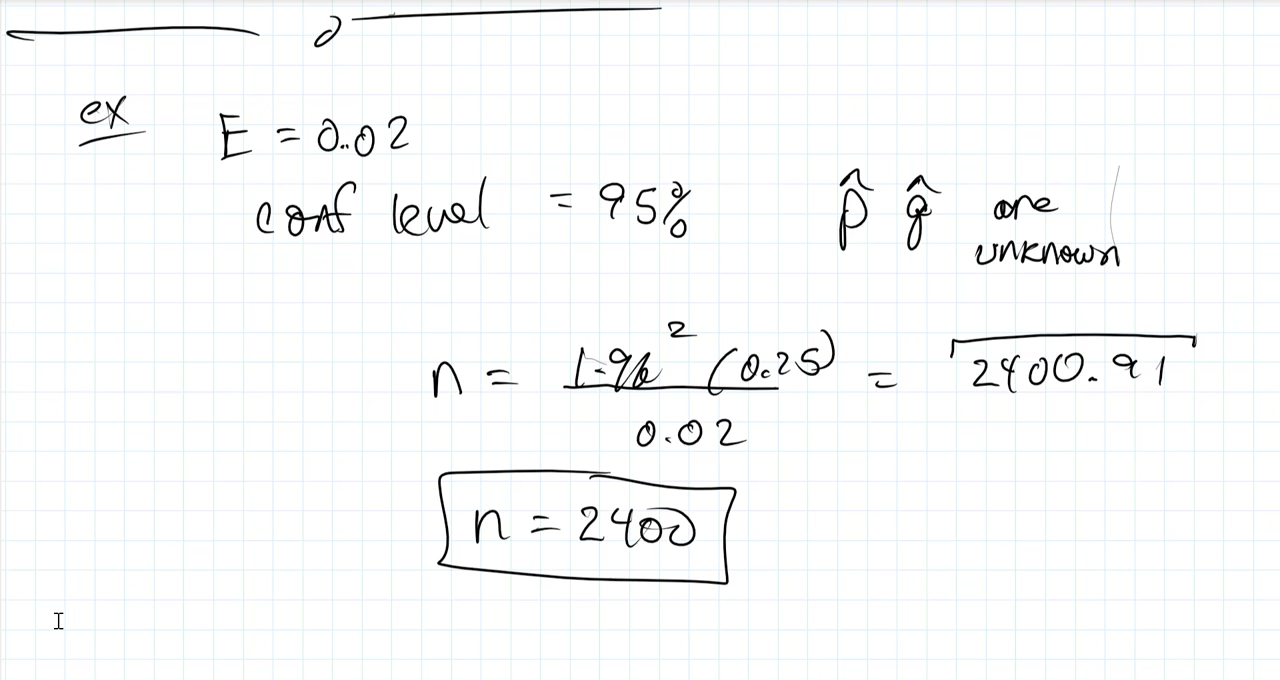 ex
E = 0.02
conf level = 95% p̂ q̂ are
unknown
n = 1.96² (0.25) / 0.02 = 2400.91
n = 2400